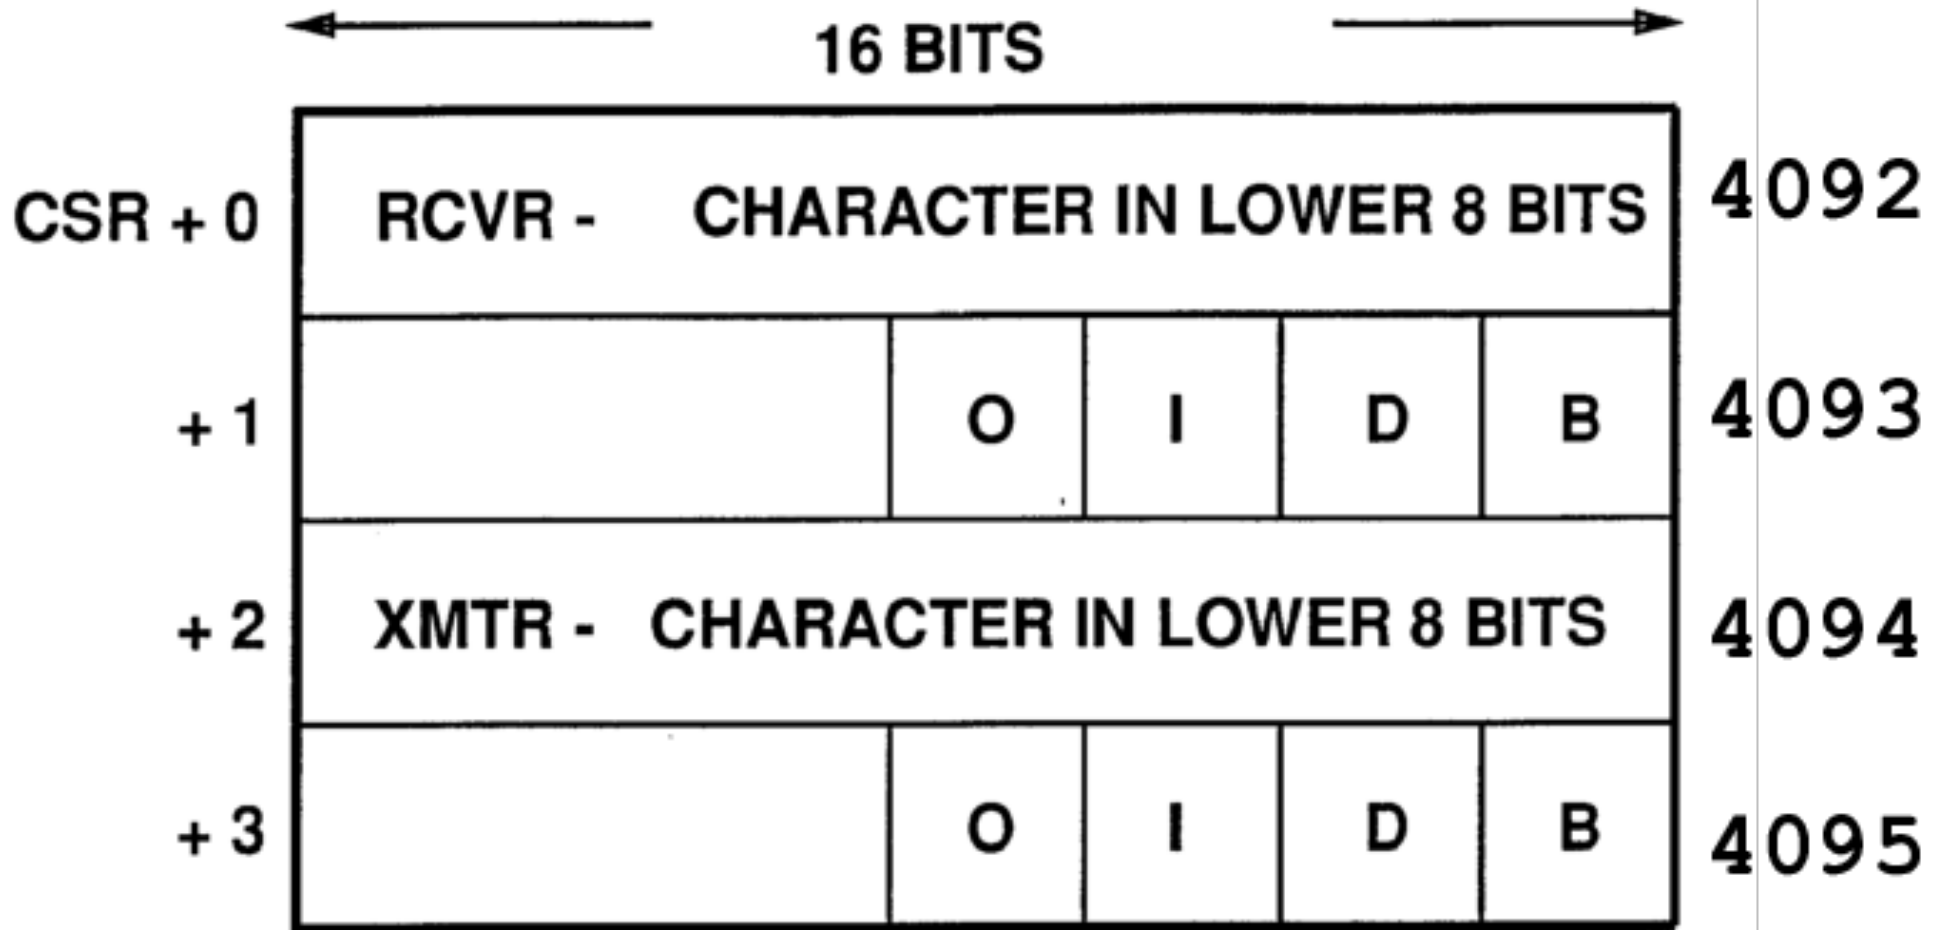 16 BITS
CSR + 0 RCVR - CHARACTER IN LOWER 8 BITS 4092
+ 1 O I D B 4093
+ 2 XMTR - CHARACTER IN LOWER 8 BITS 4094
+ 3 O I D B 4095